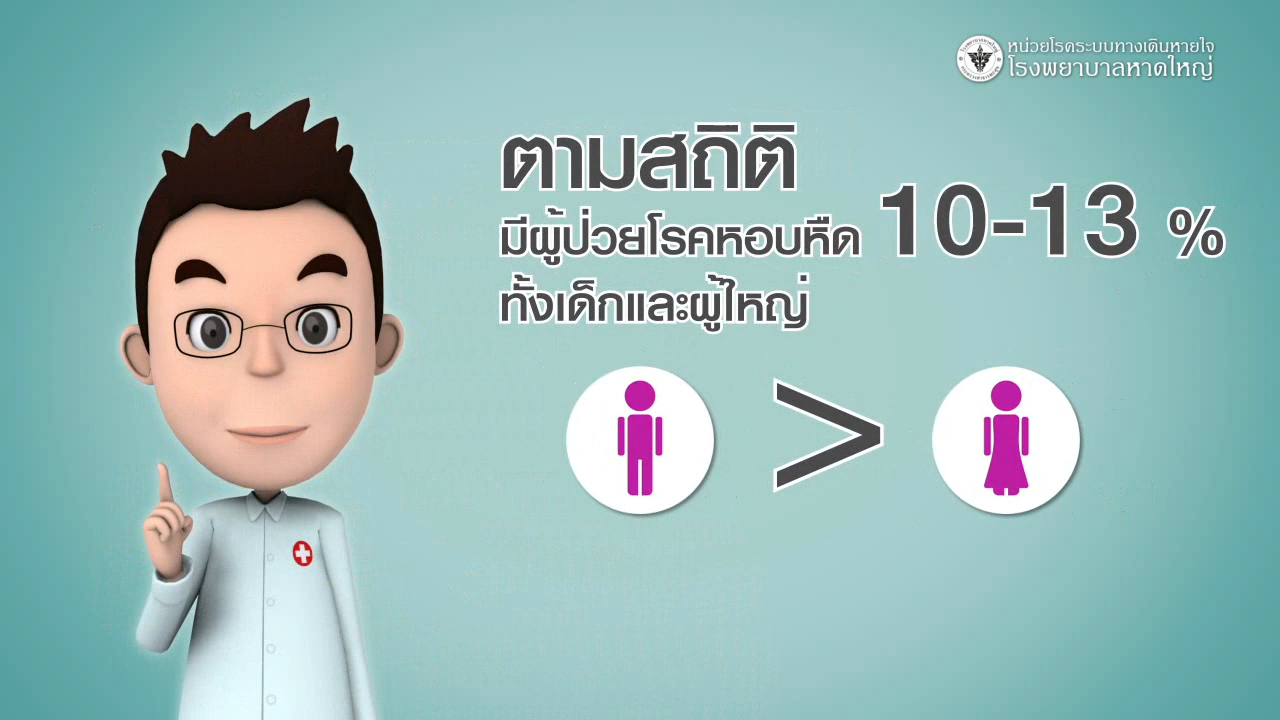 หน่วยโรคระบบทางเดินหายใจ
โรงพยาบาลหาดใหญ่
ตามสถิติ
มีผู้ป่วยโรคหอบหืด 10-13 %
ทั้งเด็กและผู้ใหญ่
>